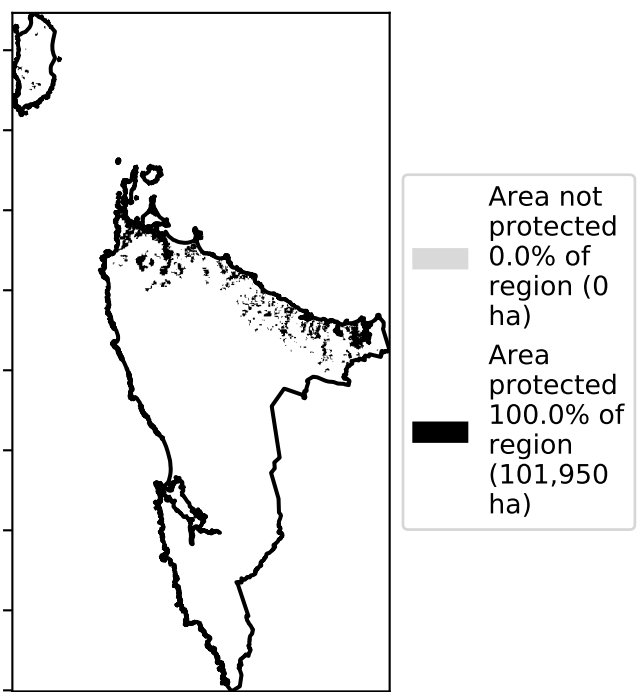 Area not
protected
0.0% of
region (0
ha)
Area
protected
100.0% of
region
(101,950
ha)